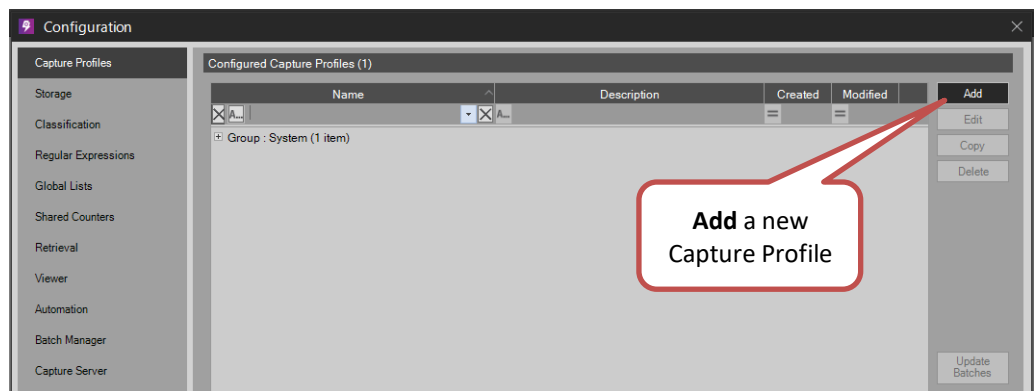 Configuration
Capture Profiles
Storage
Classification
Regular Expressions
Global Lists
Shared Counters
Retrieval
Viewer
Automation
Batch Manager
Capture Server
Configured Capture Profiles (1)
Name Description Created Modified
A... A... = =
Group : System (1 item)
Add
Edit
Copy
Delete
Add a new
Capture Profile
Update
Batches